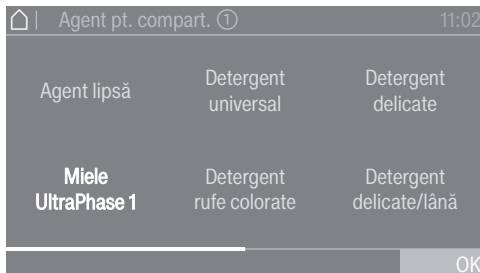 Agent pt. compart. ①
11:02
Agent lipsă
Detergent
universal
Detergent
delicate
Miele
UltraPhase 1
Detergent
rufe colorate
Detergent
delicate/lână
OK